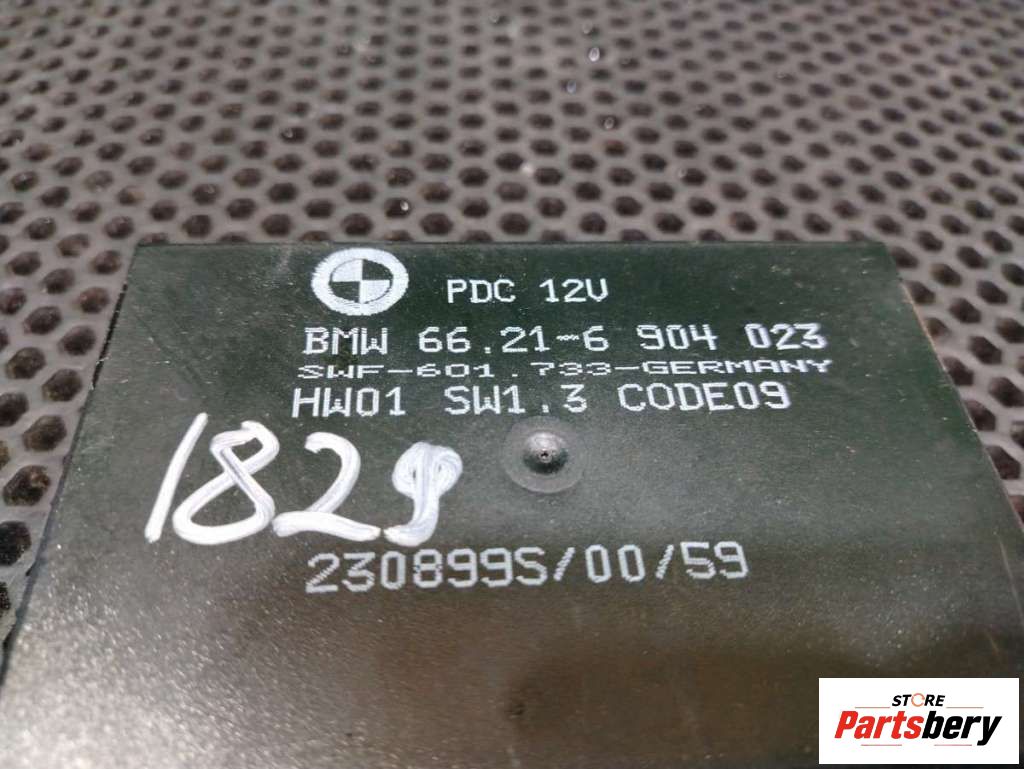 PDC 12V
BMW 66.21-6 904 023
SWF-601.733-GERMANY
HW01 SW1.3 CODE09
1829
230899S/00/59
STORE
Partsbery